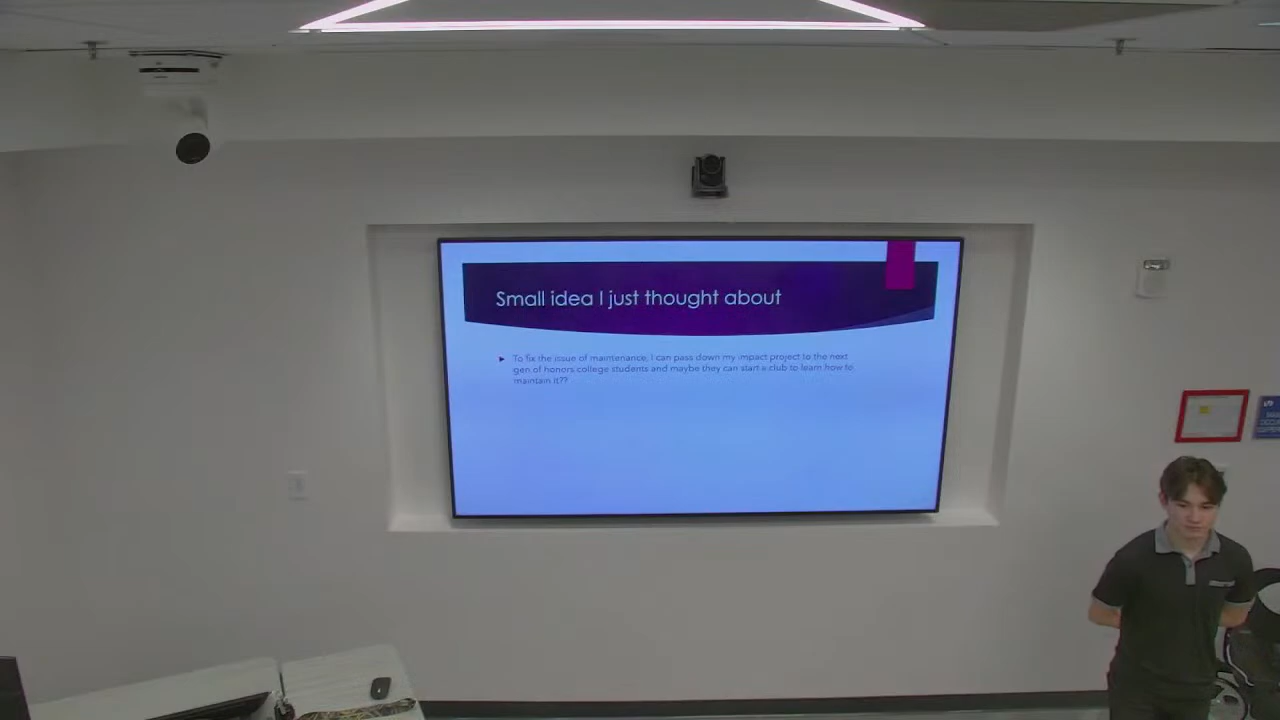 Small idea I just thought about
To fix the issue of maintenance, I can pass down my impact project to the next
gen of honors college students and maybe they can start a club to learn how to
maintain it??